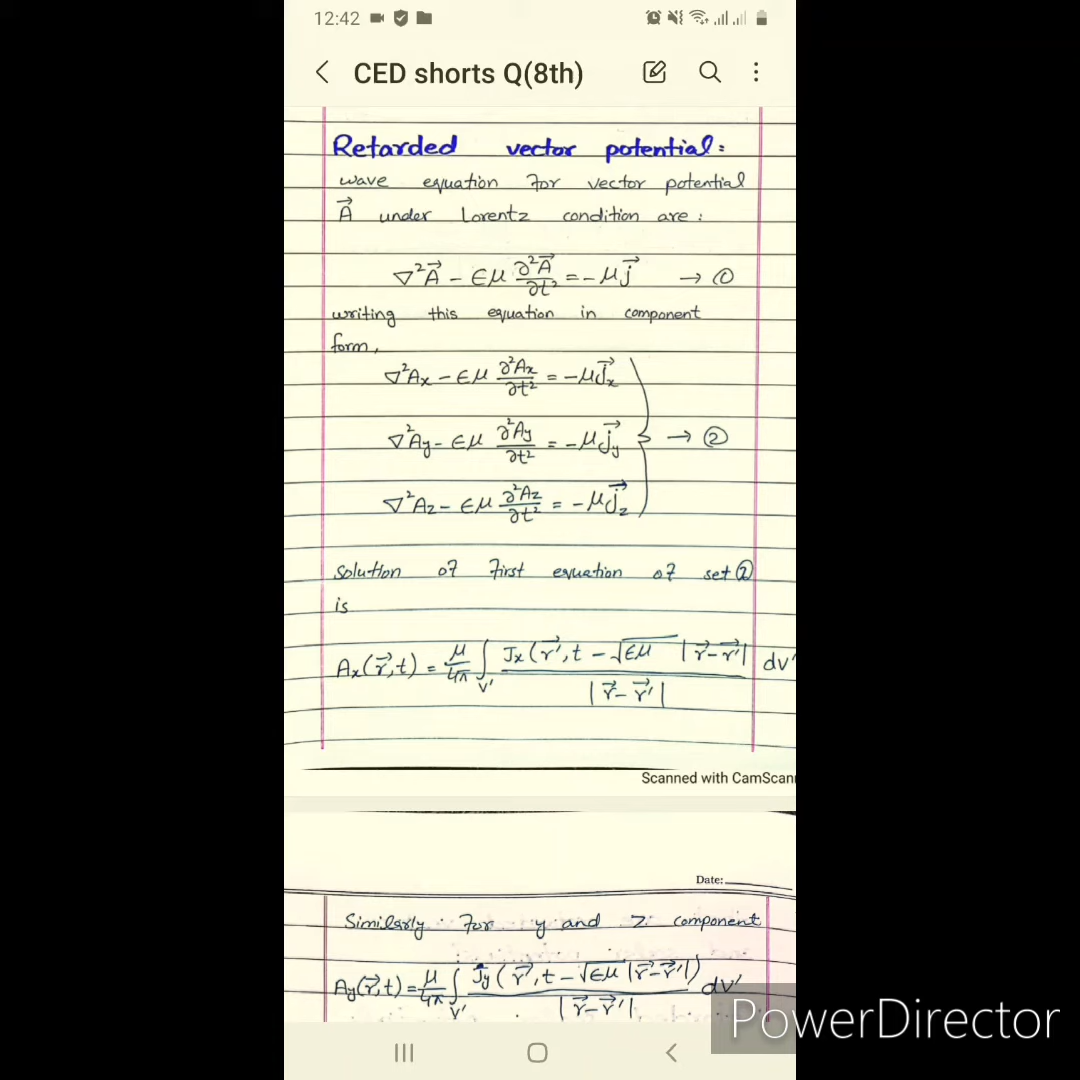 12:42
CED shorts Q(8th)
Retarded vector potential:
wave equation for vector potential
A⃗ under Lorentz condition are :
∇²A⃗ − ϵμ ∂²A⃗/∂t² = − μj⃗ → ①
writing this equation in component
form,
∇²Ax − ϵμ ∂²Ax/∂t² = −μJ⃗x
∇²Ay − ϵμ ∂²Ay/∂t² = −μj⃗y } → ②
∇²Az − ϵμ ∂²Az/∂t² = −μj⃗z
solution of first equation of set ②
is
Ax(r⃗,t) = μ/4π ∫V' Jx(r⃗',t − √ϵμ |r⃗−r⃗'| / |r⃗−r⃗'| dv'
Scanned with CamScan
Date:
Similarly for y and z component
Ay(r⃗,t) = μ/4π ∫V' Jy(r⃗',t − √ϵμ |r⃗−r⃗'|) / |r⃗−r⃗'| dv'
PowerDirector